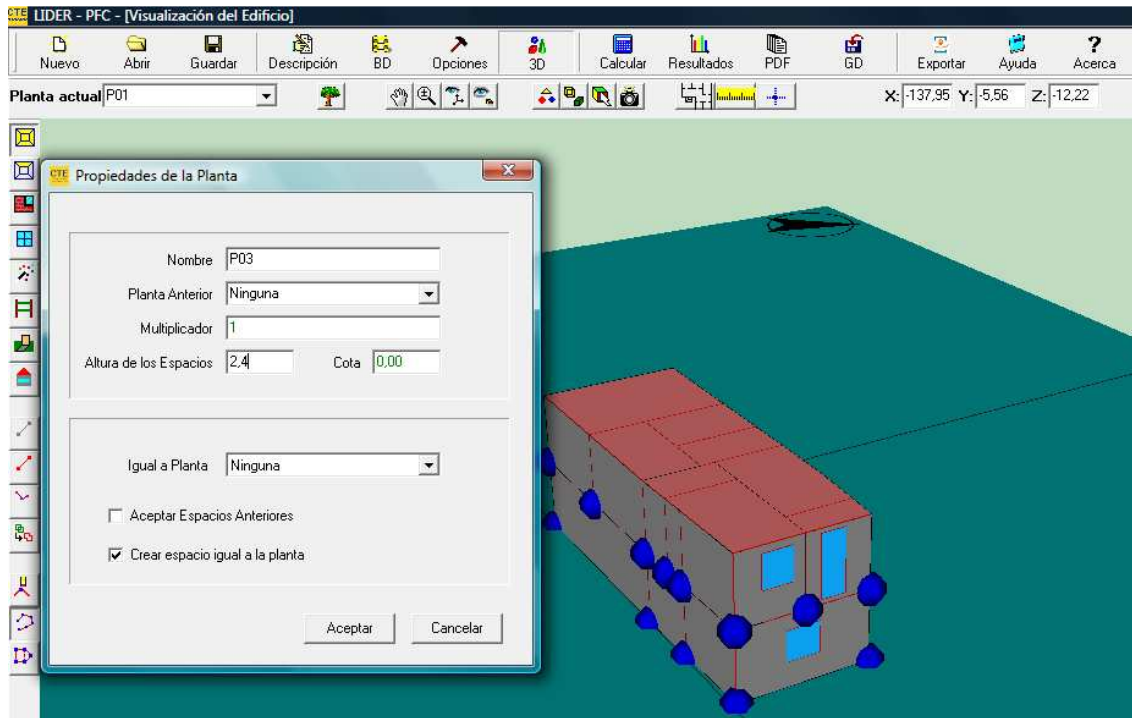 CTE LIDER - PFC - [Visualización del Edificio]
Nuevo Abrir Guardar Descripción BD Opciones 3D Calcular Resultados PDF GD Exportar Ayuda Acerca
Planta actual P01 X: -137,95 Y: -5,56 Z: -12,22
CTE Propiedades de la Planta
Nombre P03
Planta Anterior Ninguna
Multiplicador 1
Altura de los Espacios 2,4 Cota 0,00
Igual a Planta Ninguna
Aceptar Espacios Anteriores
Crear espacio igual a la planta
Aceptar Cancelar